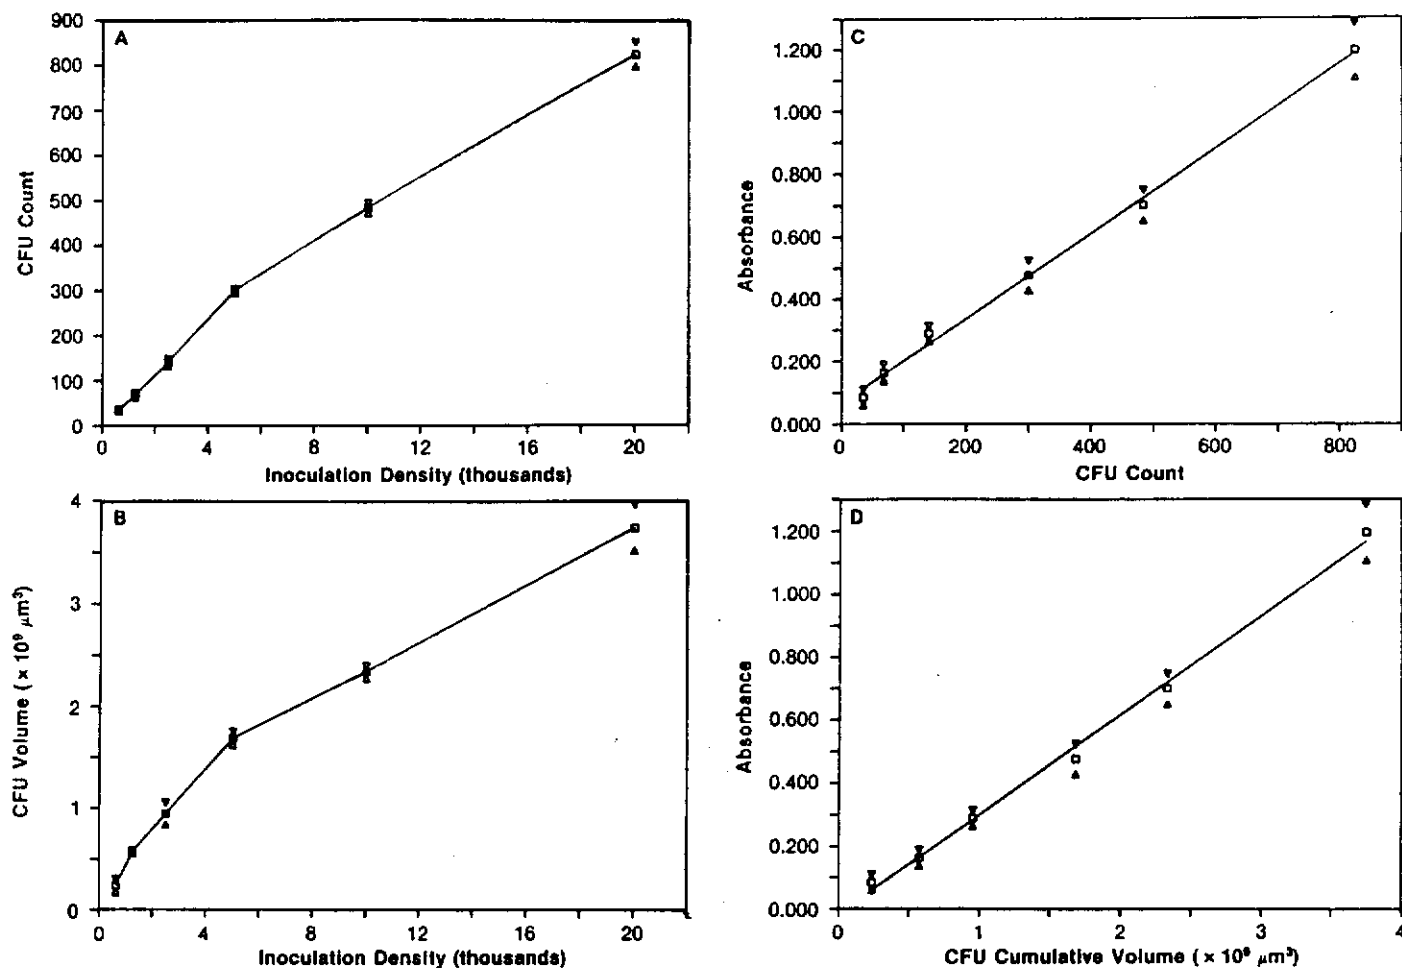 A
900
800
700
600
500
400
300
200
100
0
CFU Count
0 4 8 12 16 20
Inoculation Density (thousands)
C
1.200
1.000
0.800
0.600
0.400
0.200
0.000
Absorbance
0 200 400 600 800
CFU Count
B
4
3
2
1
0
CFU Volume ( × 10⁹ μm³)
0 4 8 12 16 20
Inoculation Density (thousands)
D
1.200
1.000
0.800
0.600
0.400
0.200
0.000
Absorbance
0 1 2 3 4
CFU Cumulative Volume ( × 10⁹ μm³)